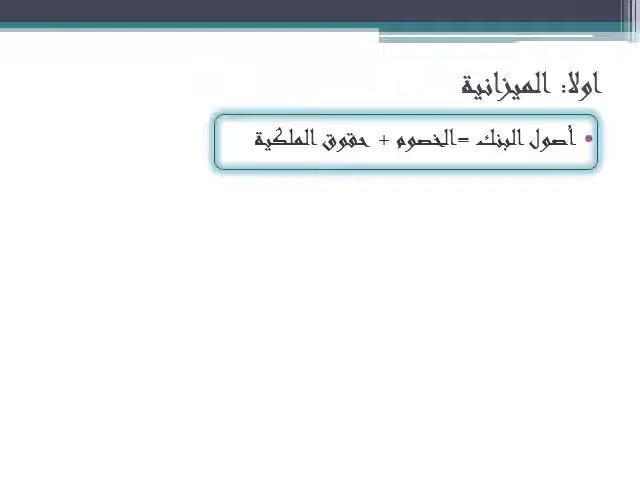 اولا: الميزانية
• أصول البنك =الخصوم + حقوق الملكية